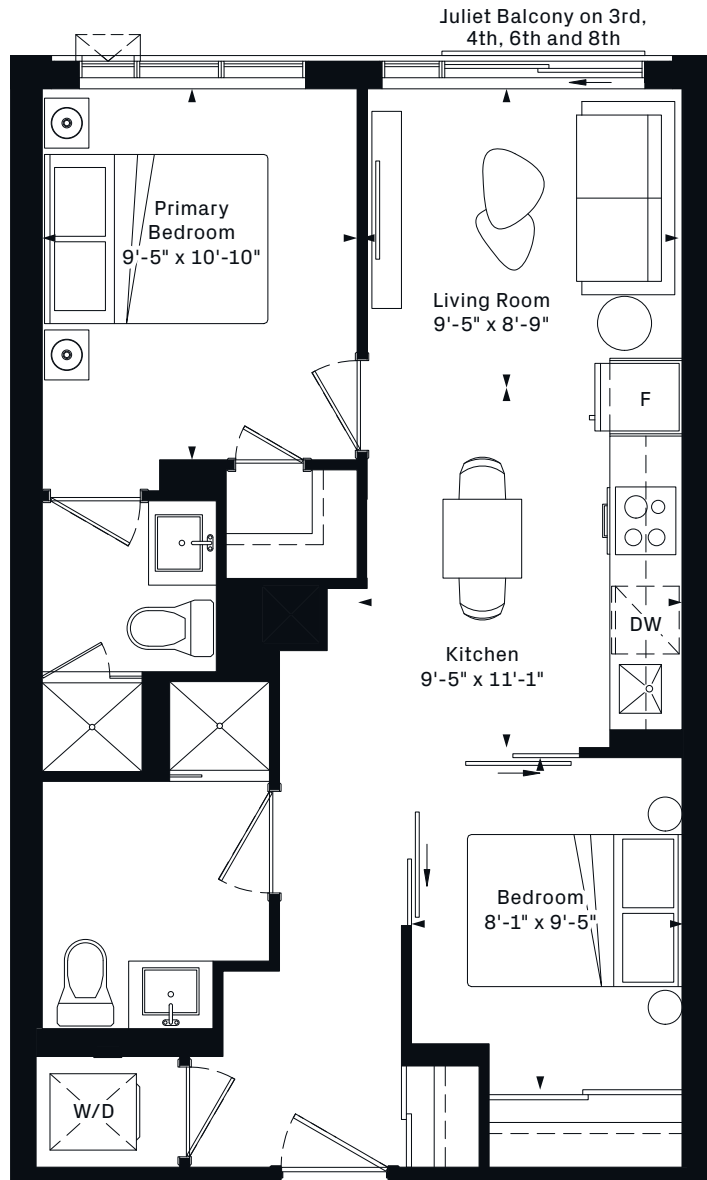 Juliet Balcony on 3rd,
4th, 6th and 8th
Primary
Bedroom
9'-5" x 10'-10"
Living Room
9'-5" x 8'-9"
F
DW
Kitchen
9'-5" x 11'-1"
Bedroom
8'-1" x 9'-5"
W/D